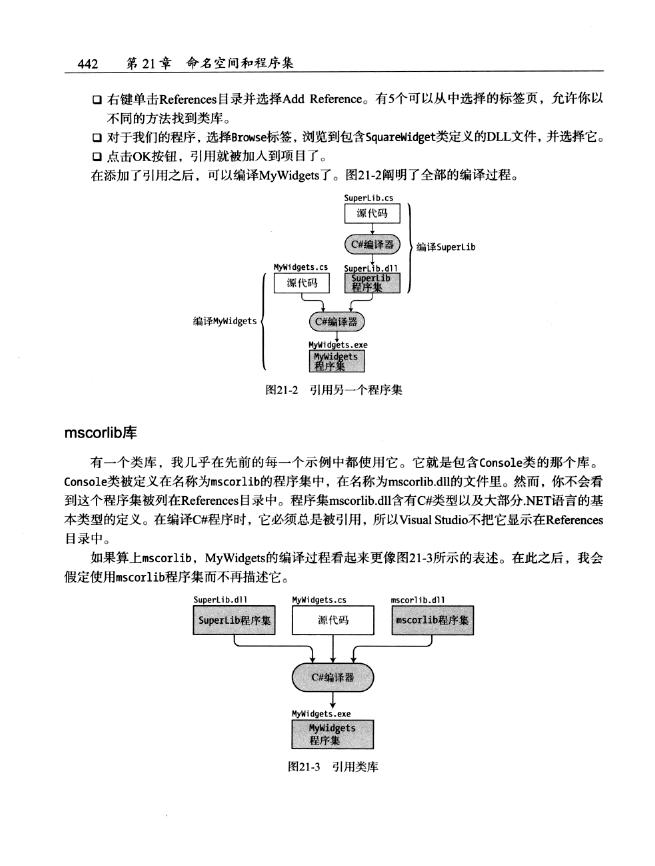 442 第21章 命名空间和程序集
□ 右键单击References目录并选择Add Reference。有5个可以从中选择的标签页，允许你以
不同的方法找到类库。
□ 对于我们的程序，选择Browse标签，浏览到包含SquareWidget类定义的DLL文件，并选择它。
□ 点击OK按钮，引用就被加入到项目了。
在添加了引用之后，可以编译MyWidgets了。图21-2阐明了全部的编译过程。
SuperLib.cs
源代码
C#编译器
编译SuperLib
MyWidgets.cs
SuperLib.dll
源代码
SuperLib
程序集
编译MyWidgets
C#编译器
MyWidgets.exe
MyWidgets
程序集
图21-2 引用另一个程序集
mscorlib库
有一个类库，我几乎在先前的每一个示例中都使用它。它就是包含Console类的那个库。
Console类被定义在名称为mscorlib的程序集中，在名称为mscorlib.dll的文件里。然而，你不会看
到这个程序集被列在References目录中。程序集mscorlib.dll含有C#类型以及大部分.NET语言的基
本类型的定义。在编译C#程序时，它必须总是被引用，所以Visual Studio不把它显示在References
目录中。
如果算上mscorlib，MyWidgets的编译过程看起来更像图21-3所示的表述。在此之后，我会
假定使用mscorlib程序集而不再描述它。
SuperLib.dll MyWidgets.cs mscorlib.dll
SuperLib程序集 源代码 mscorlib程序集
C#编译器
MyWidgets.exe
MyWidgets
程序集
图21-3 引用类库